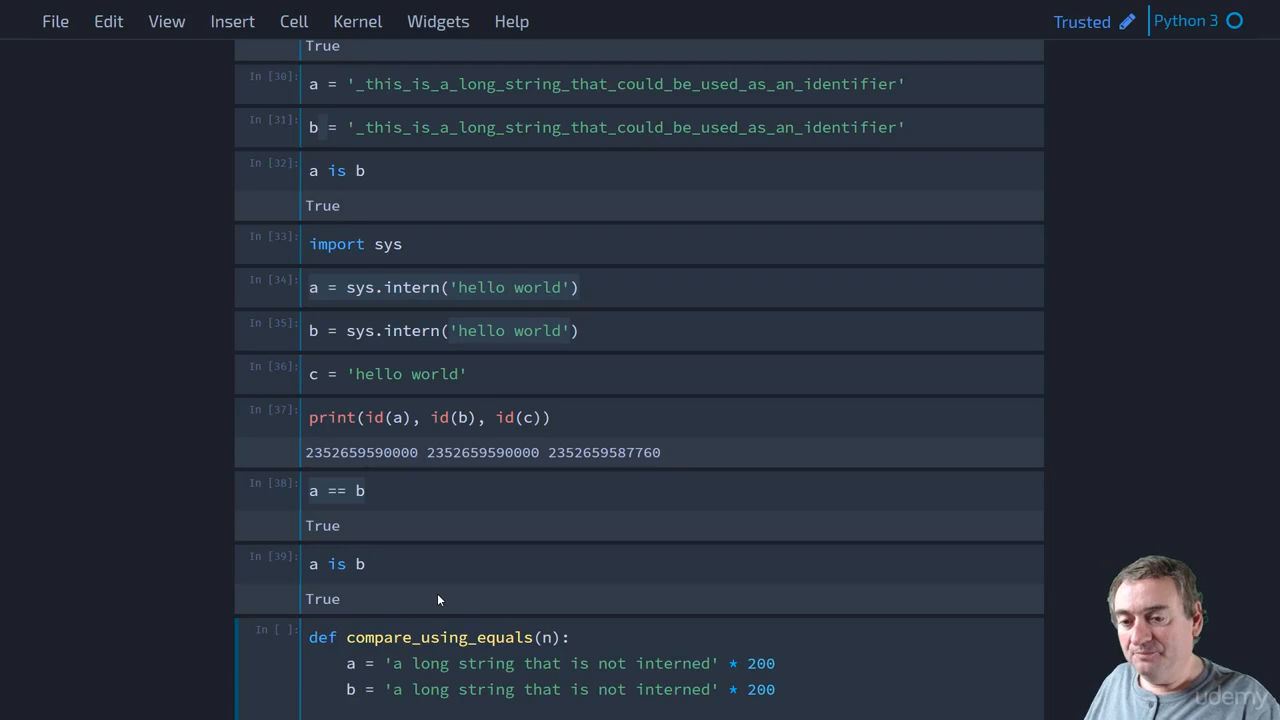 File Edit View Insert Cell Kernel Widgets Help Trusted Python 3
True
In [30]: a = '_this_is_a_long_string_that_could_be_used_as_an_identifier'
In [31]: b = '_this_is_a_long_string_that_could_be_used_as_an_identifier'
In [32]: a is b
True
In [33]: import sys
In [34]: a = sys.intern('hello world')
In [35]: b = sys.intern('hello world')
In [36]: c = 'hello world'
In [37]: print(id(a), id(b), id(c))
2352659590000 2352659590000 2352659587760
In [38]: a == b
True
In [39]: a is b
True
In [ ]: def compare_using_equals(n):
a = 'a long string that is not interned' * 200
b = 'a long string that is not interned' * 200
udemy